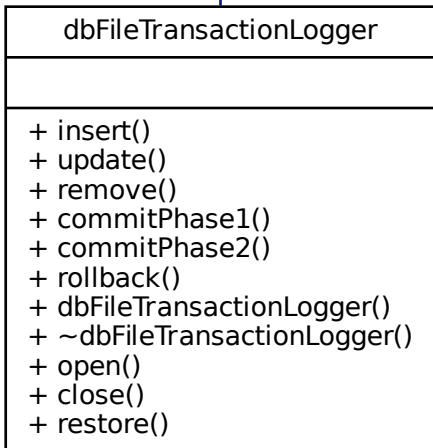 dbFileTransactionLogger
+ insert()
+ update()
+ remove()
+ commitPhase1()
+ commitPhase2()
+ rollback()
+ dbFileTransactionLogger()
+ ~dbFileTransactionLogger()
+ open()
+ close()
+ restore()